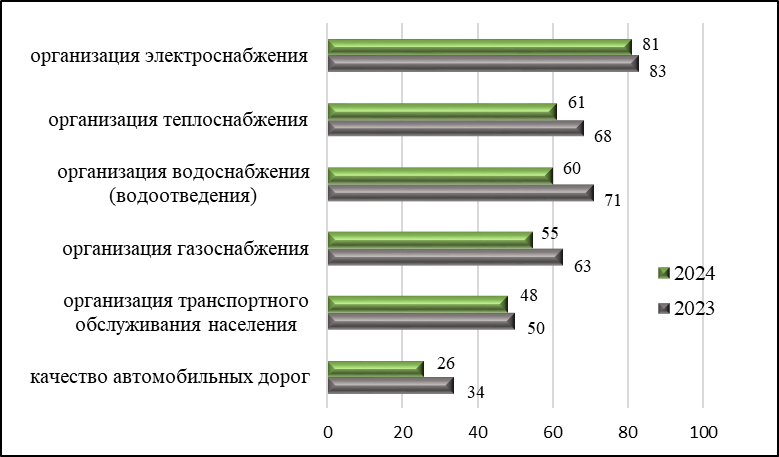 организация электроснабжения
81
83
организация теплоснабжения
61
68
организация водоснабжения
(водоотведения)
60
71
организация газоснабжения
55
63
2024
2023
организация транспортного
обслуживания населения
48
50
качество автомобильных дорог
26
34
0 20 40 60 80 100